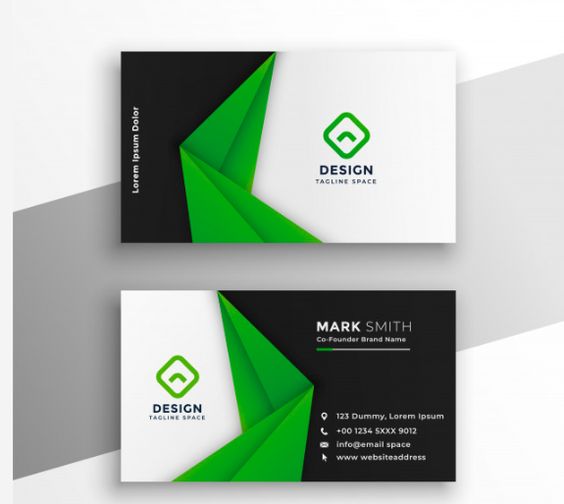 Lorem Ipsum Dolor
DESIGN
TAGLINE SPACE
MARK SMITH
Co-Founder Brand Name
DESIGN
TAGLINE SPACE
123 Dummy, Lorem Ipsum
+00 1234 5XXX 9012
info@email space
www websiteaddress